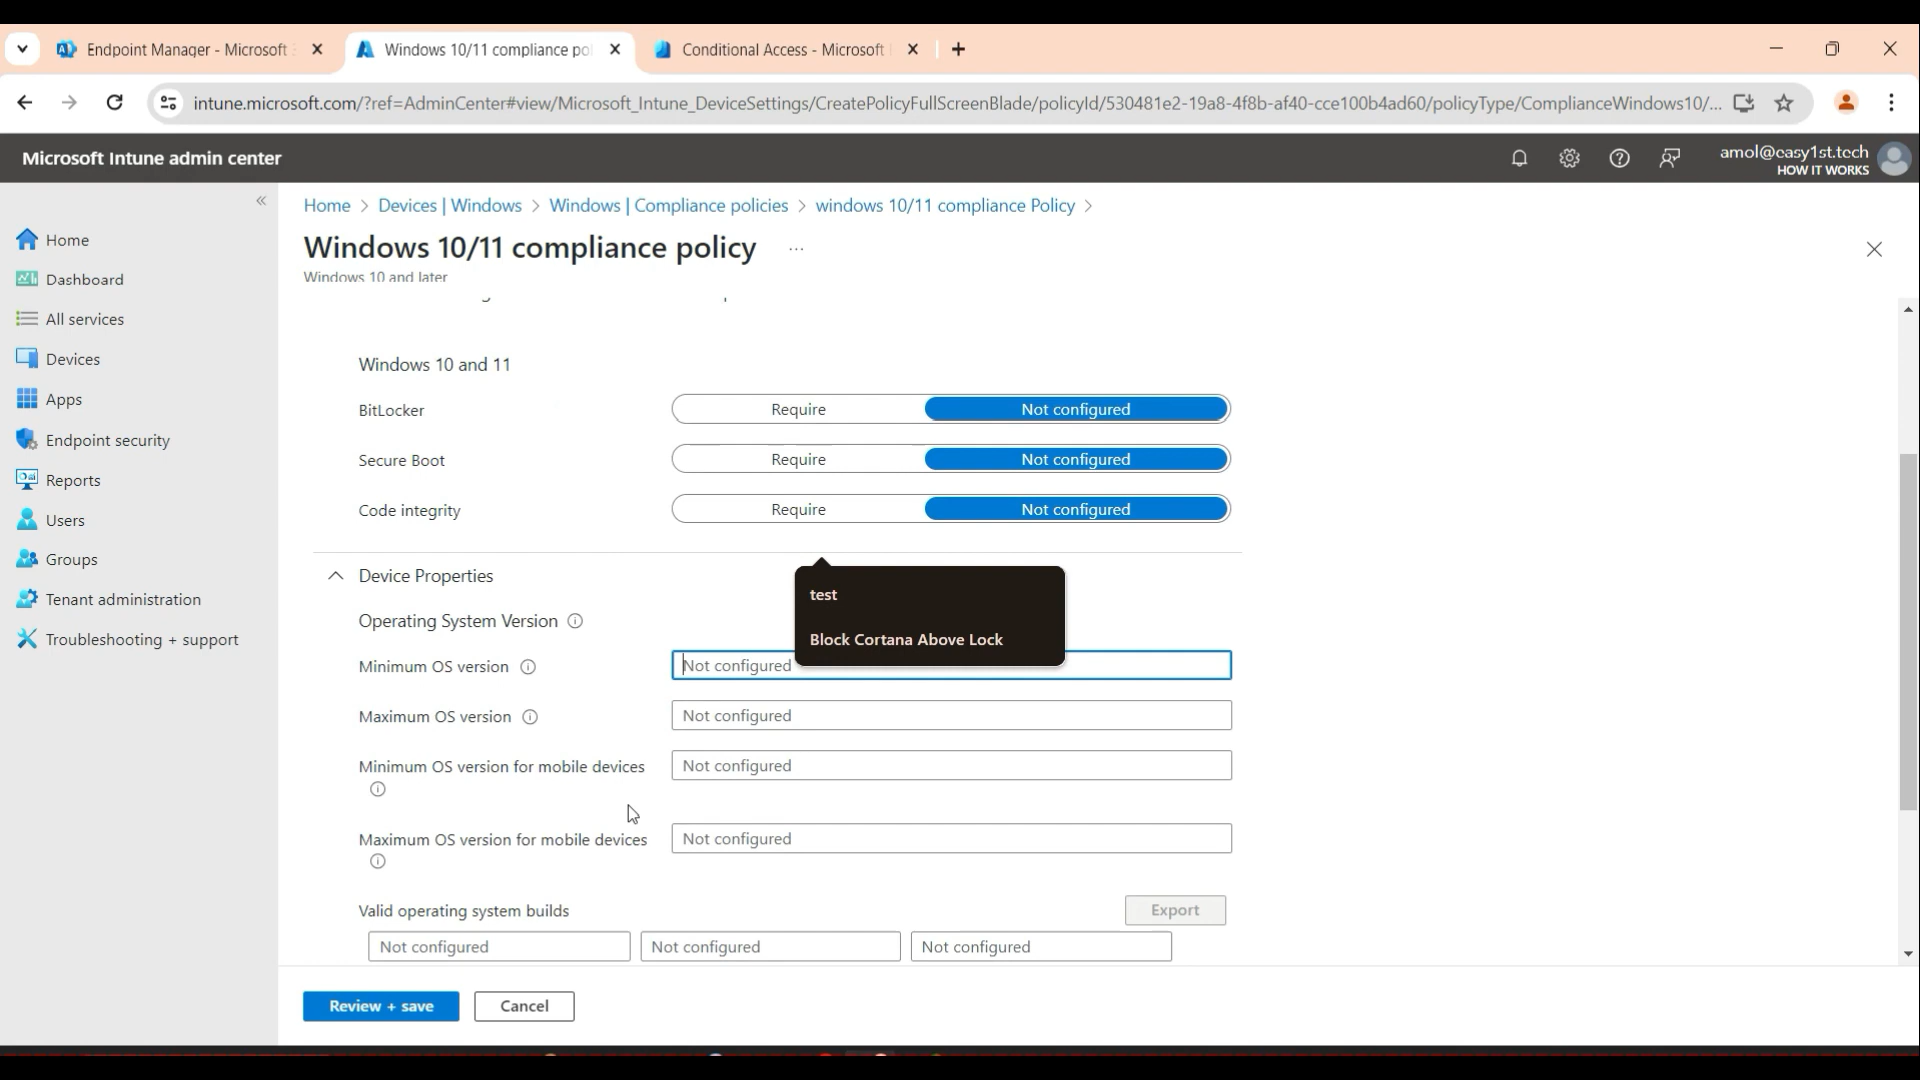 Endpoint Manager - Microsoft
Windows 10/11 compliance po
Conditional Access - Microsoft
intune.microsoft.com/?ref=AdminCenter#view/Microsoft_Intune_DeviceSettings/CreatePolicyFullScreenBlade/policyId/530481e2-19a8-4f8b-af40-cce100b4ad60/policyType/ComplianceWindows10/...
Microsoft Intune admin center
amol@easy1st.tech
HOW IT WORKS
Home > Devices | Windows > Windows | Compliance policies > windows 10/11 compliance Policy >
Windows 10/11 compliance policy ...
Windows 10 and later
Home
Dashboard
All services
Devices
Apps
Endpoint security
Reports
Users
Groups
Tenant administration
Troubleshooting + support
Windows 10 and 11
BitLocker Require Not configured
Secure Boot Require Not configured
Code integrity Require Not configured
Device Properties
test
Block Cortana Above Lock
Operating System Version
Minimum OS version Not configured
Maximum OS version Not configured
Minimum OS version for mobile devices Not configured
Maximum OS version for mobile devices Not configured
Valid operating system builds Export
Not configured Not configured Not configured
Review + save Cancel